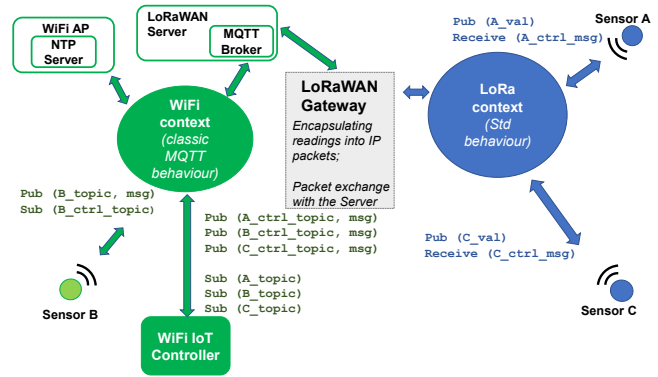 WiFi AP
NTP
Server
LoRaWAN
Server
MQTT
Broker
WiFi
context
(classic
MQTT
behaviour)
LoRaWAN
Gateway
Encapsulating
readings into IP
packets;
Packet exchange
with the Server
LoRa
context
(Std
behaviour)
Pub (A_val)
Receive (A_ctrl_msg)
Sensor A
Pub (B_topic, msg)
Sub (B_ctrl_topic)
Sensor B
Pub (A_ctrl_topic, msg)
Pub (B_ctrl_topic, msg)
Pub (C_ctrl_topic, msg)
Sub (A_topic)
Sub (B_topic)
Sub (C_topic)
WiFi IoT
Controller
Pub (C_val)
Receive (C_ctrl_msg)
Sensor C